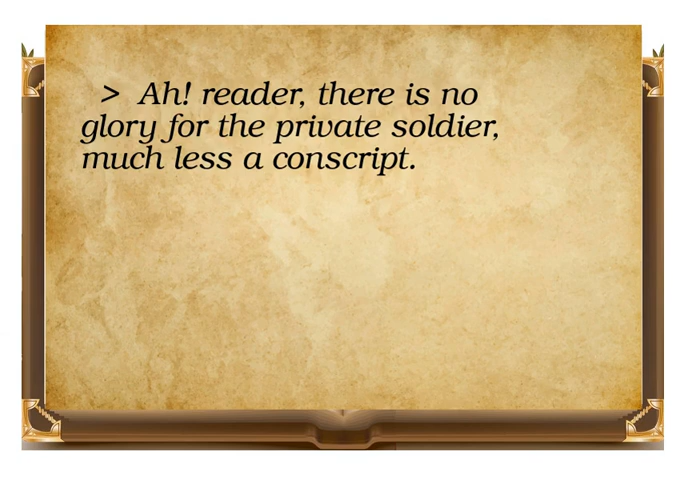 > Ah! reader, there is no
glory for the private soldier,
much less a conscript.